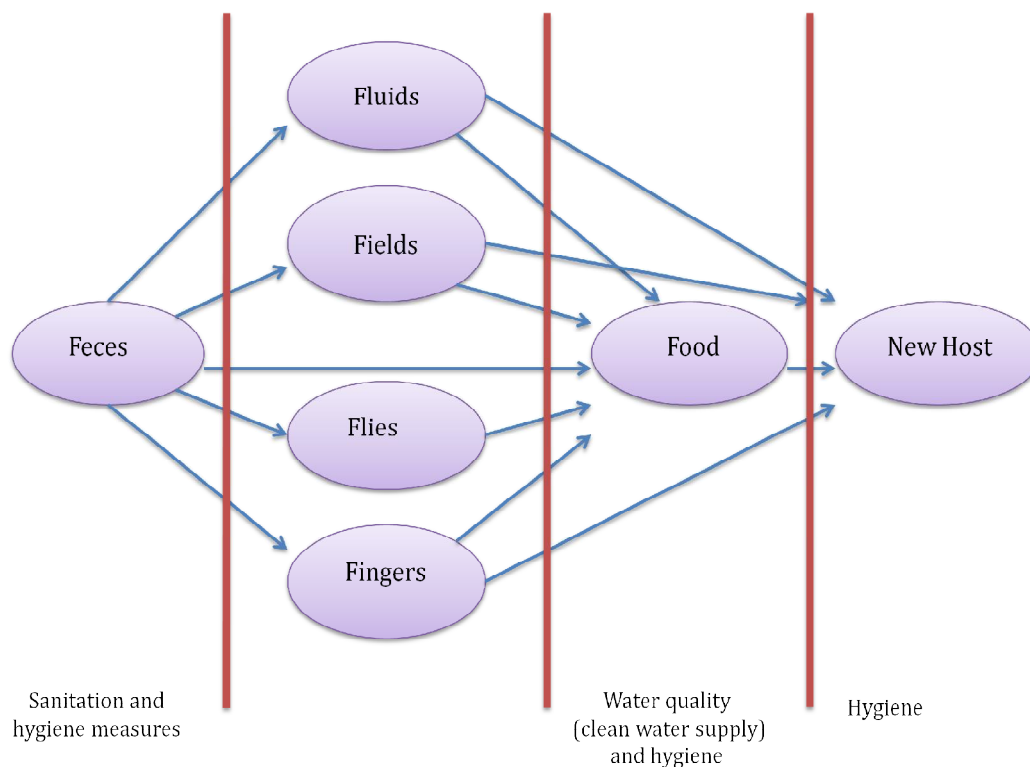 Fluids
Fields
Feces
Food
New Host
Flies
Fingers
Sanitation and
hygiene measures
Water quality
(clean water supply)
and hygiene
Hygiene